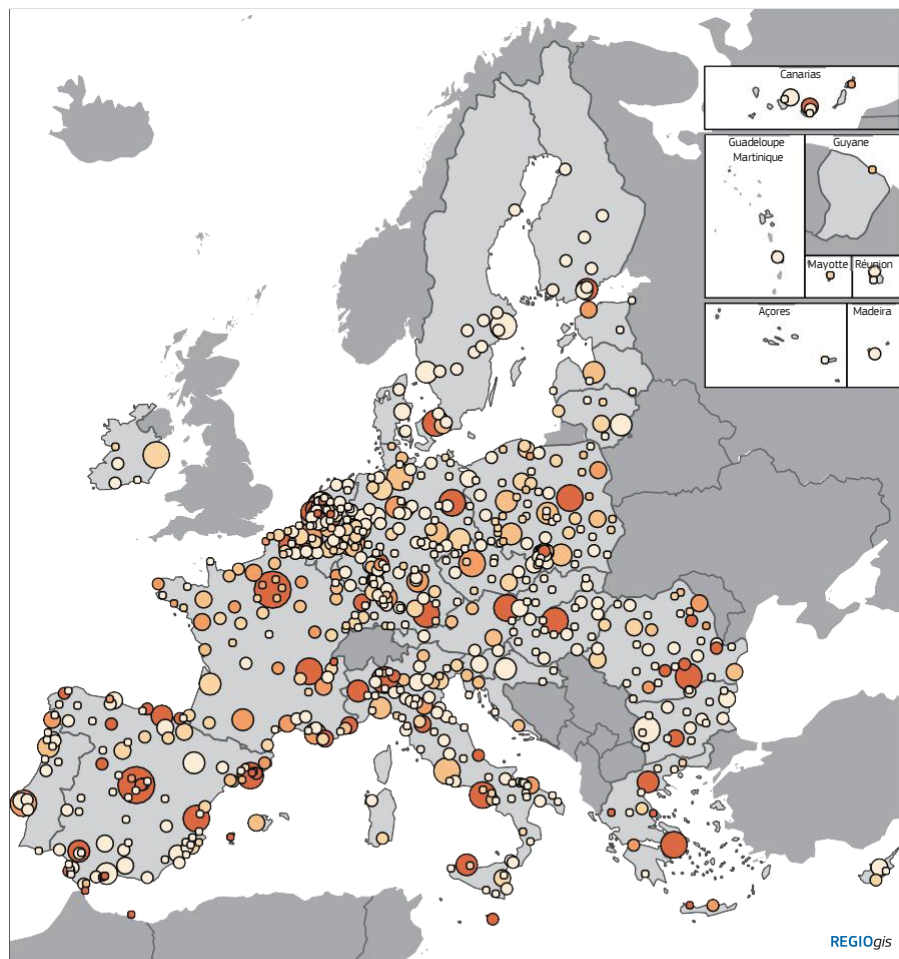 Canarias
Guadeloupe
Martinique
Guyane
Mayotte
Réunion
Açores
Madeira
REGIOgis